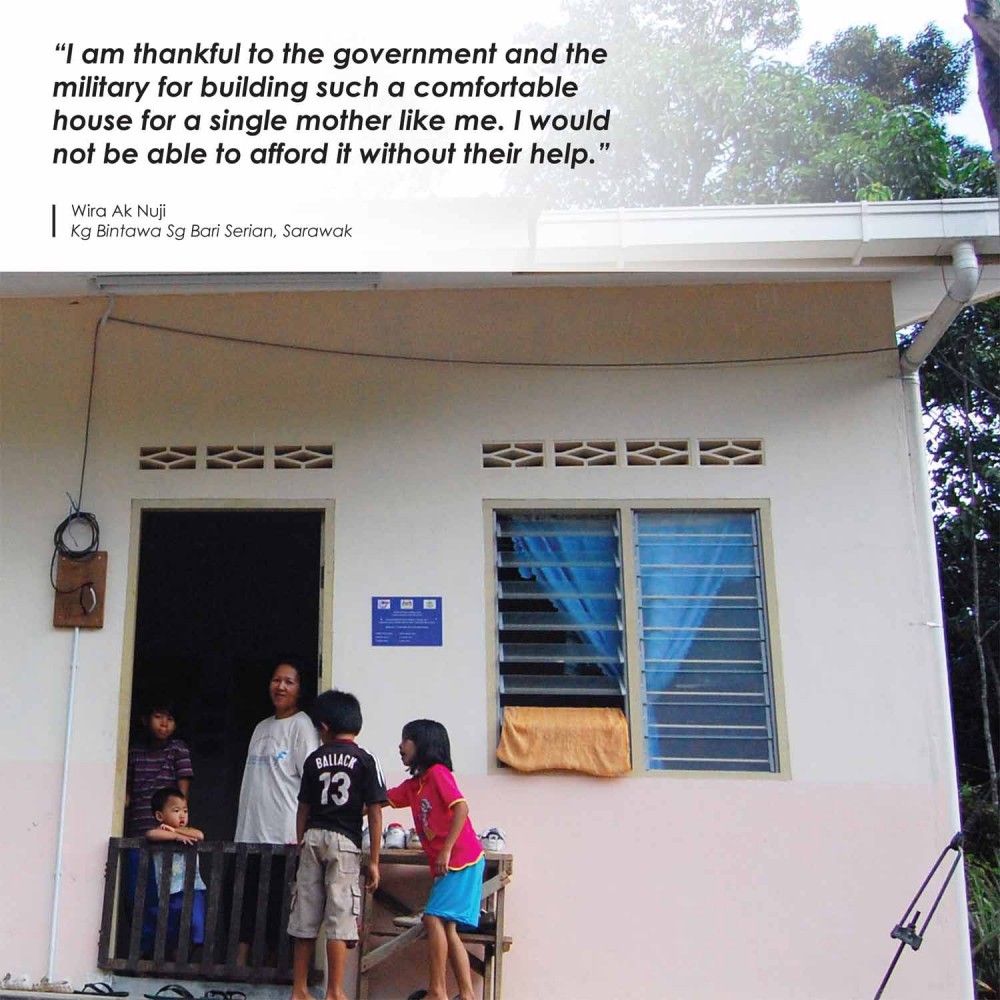 “I am thankful to the government and the
military for building such a comfortable
house for a single mother like me. I would
not be able to afford it without their help.”
Wira Ak Nuji
Kg Bintawa Sg Bari Serian, Sarawak
BALLACK
13